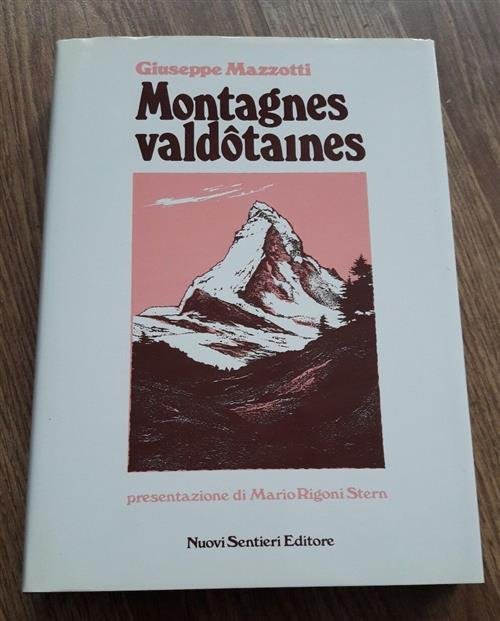 Giuseppe Mazzotti
Montagnes
valdôtaines
presentazione di Mario Rigoni Stern
Nuovi Sentieri Editore